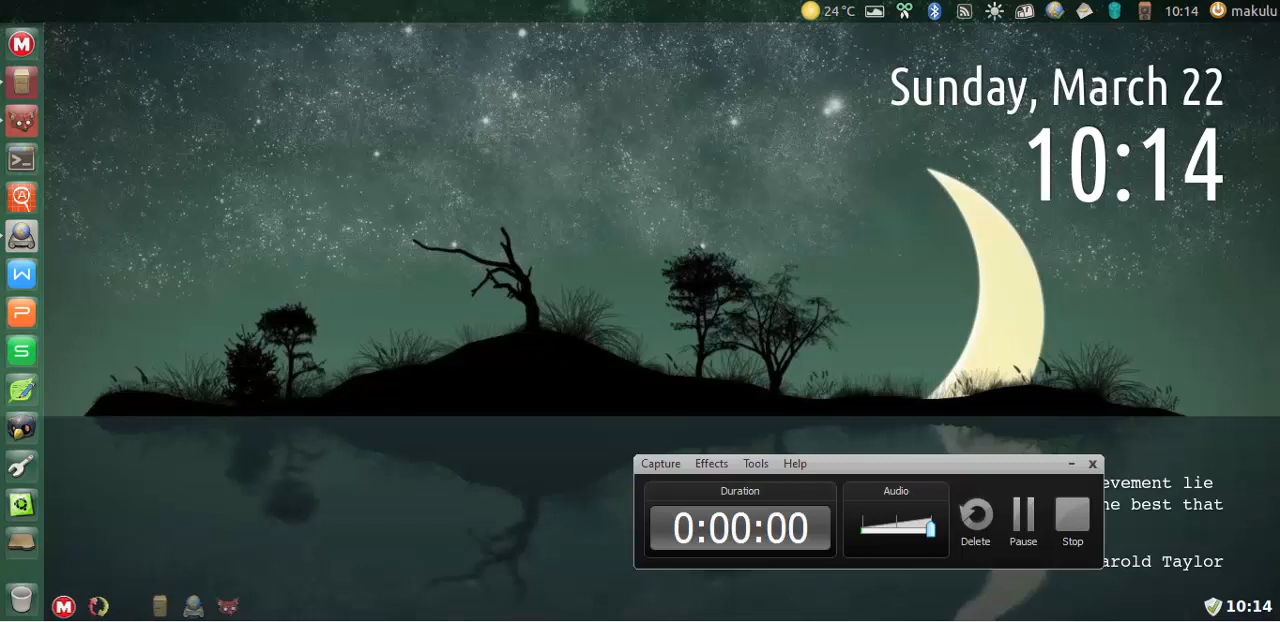 24 °C
10:14
makulu
Sunday, March 22
10:14
M
W
P
S
Capture Effects Tools Help
Duration
Audio
0:00:00
Delete
Pause
Stop
evement lie
e best that
arold Taylor
M
10:14